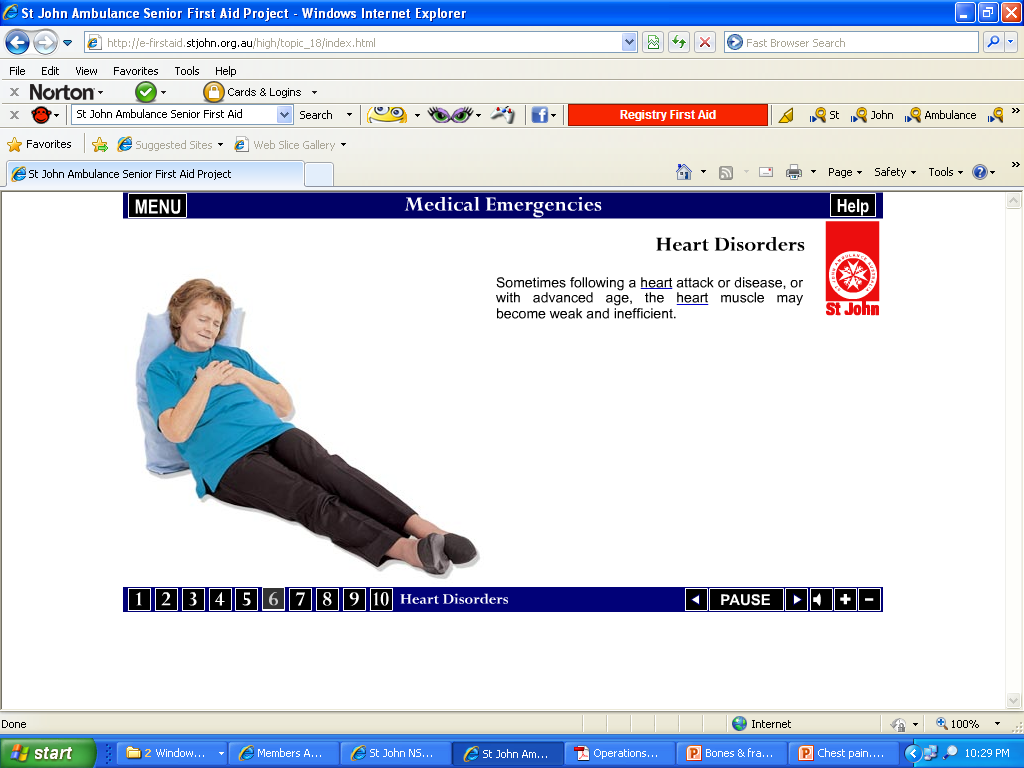 St John Ambulance Senior First Aid Project - Windows Internet Explorer
http://e-firstaid.stjohn.org.au/high/topic_18/index.html
Fast Browser Search
File Edit View Favorites Tools Help
x Norton Cards & Logins
x St John Ambulance Senior First Aid Search Registry First Aid St John Ambulance »
Favorites Suggested Sites Web Slice Gallery
St John Ambulance Senior First Aid Project Page Safety Tools »
MENU Medical Emergencies Help
Heart Disorders
Sometimes following a heart attack or disease, or
with advanced age, the heart muscle may
become weak and inefficient.
St John
1 2 3 4 5 6 7 8 9 10 Heart Disorders PAUSE + -
Done Internet 100%
start 2 Window... Members A... St John NS... St John Am... Operations... Bones & fra... Chest pain.... 10:29 PM